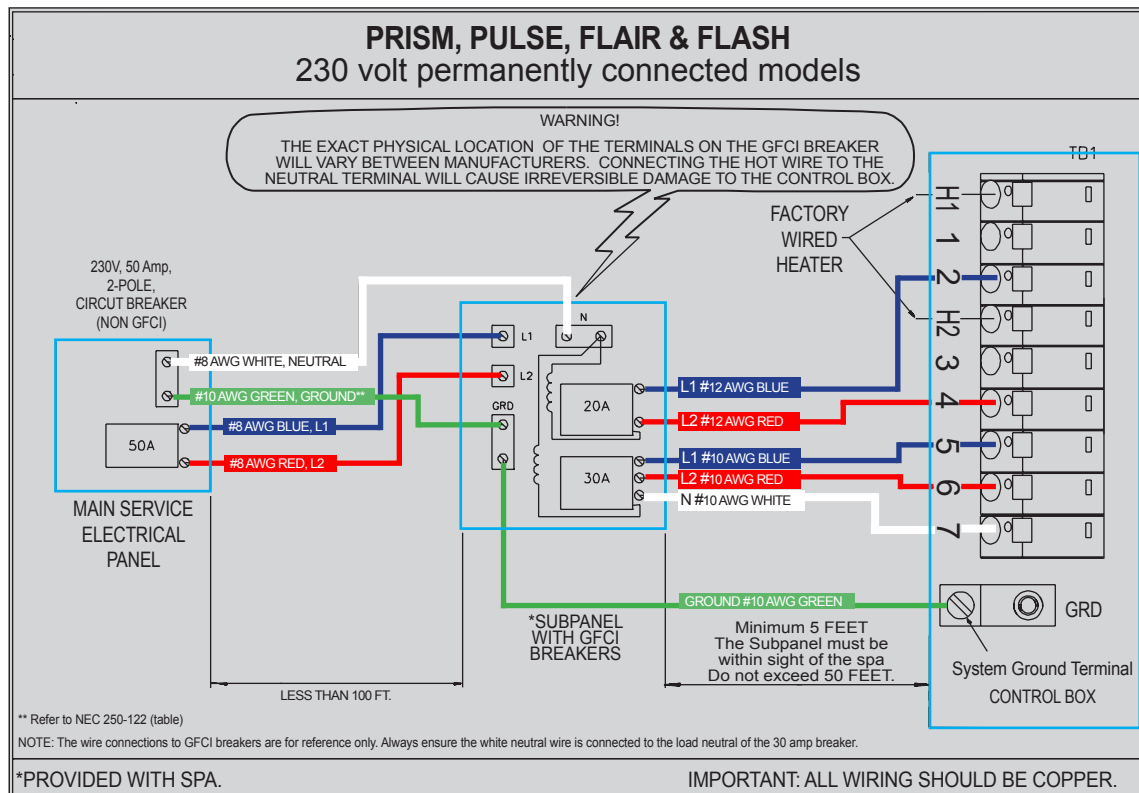 PRISM, PULSE, FLAIR & FLASH
230 volt permanently connected models
WARNING!
THE EXACT PHYSICAL LOCATION OF THE TERMINALS ON THE GFCI BREAKER
WILL VARY BETWEEN MANUFACTURERS. CONNECTING THE HOT WIRE TO THE
NEUTRAL TERMINAL WILL CAUSE IRREVERSIBLE DAMAGE TO THE CONTROL BOX.
TB1
H1
1
2
H2
3
4
5
6
7
FACTORY
WIRED
HEATER
230V, 50 Amp,
2-POLE,
CIRCUT BREAKER
(NON GFCI)
#8 AWG WHITE, NEUTRAL
#10 AWG GREEN, GROUND**
#8 AWG BLUE, L1
#8 AWG RED, L2
50A
MAIN SERVICE
ELECTRICAL
PANEL
N
L1
L2
GRD
20A
30A
L1 #12 AWG BLUE
L2 #12 AWG RED
L1 #10 AWG BLUE
L2 #10 AWG RED
N #10 AWG WHITE
GROUND #10 AWG GREEN
GRD
*SUBPANEL
WITH GFCI
BREAKERS
Minimum 5 FEET
The Subpanel must be
within sight of the spa
Do not exceed 50 FEET.
System Ground Terminal
CONTROL BOX
LESS THAN 100 FT.
** Refer to NEC 250-122 (table)
NOTE: The wire connections to GFCI breakers are for reference only. Always ensure the white neutral wire is connected to the load neutral of the 30 amp breaker.
*PROVIDED WITH SPA.
IMPORTANT: ALL WIRING SHOULD BE COPPER.